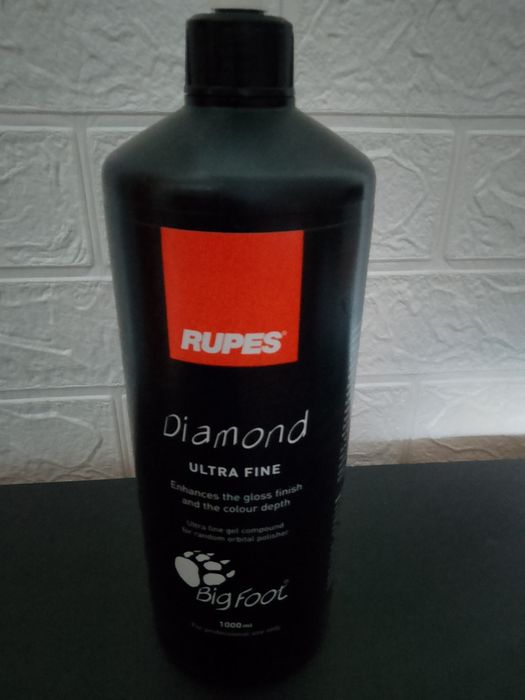 RUPES®
Diamond
ULTRA FINE
Enhances the gloss finish
and the colour depth
Ultra fine gel compound
for random orbital polisher
BigFoot®
1000 ml
For professional use only